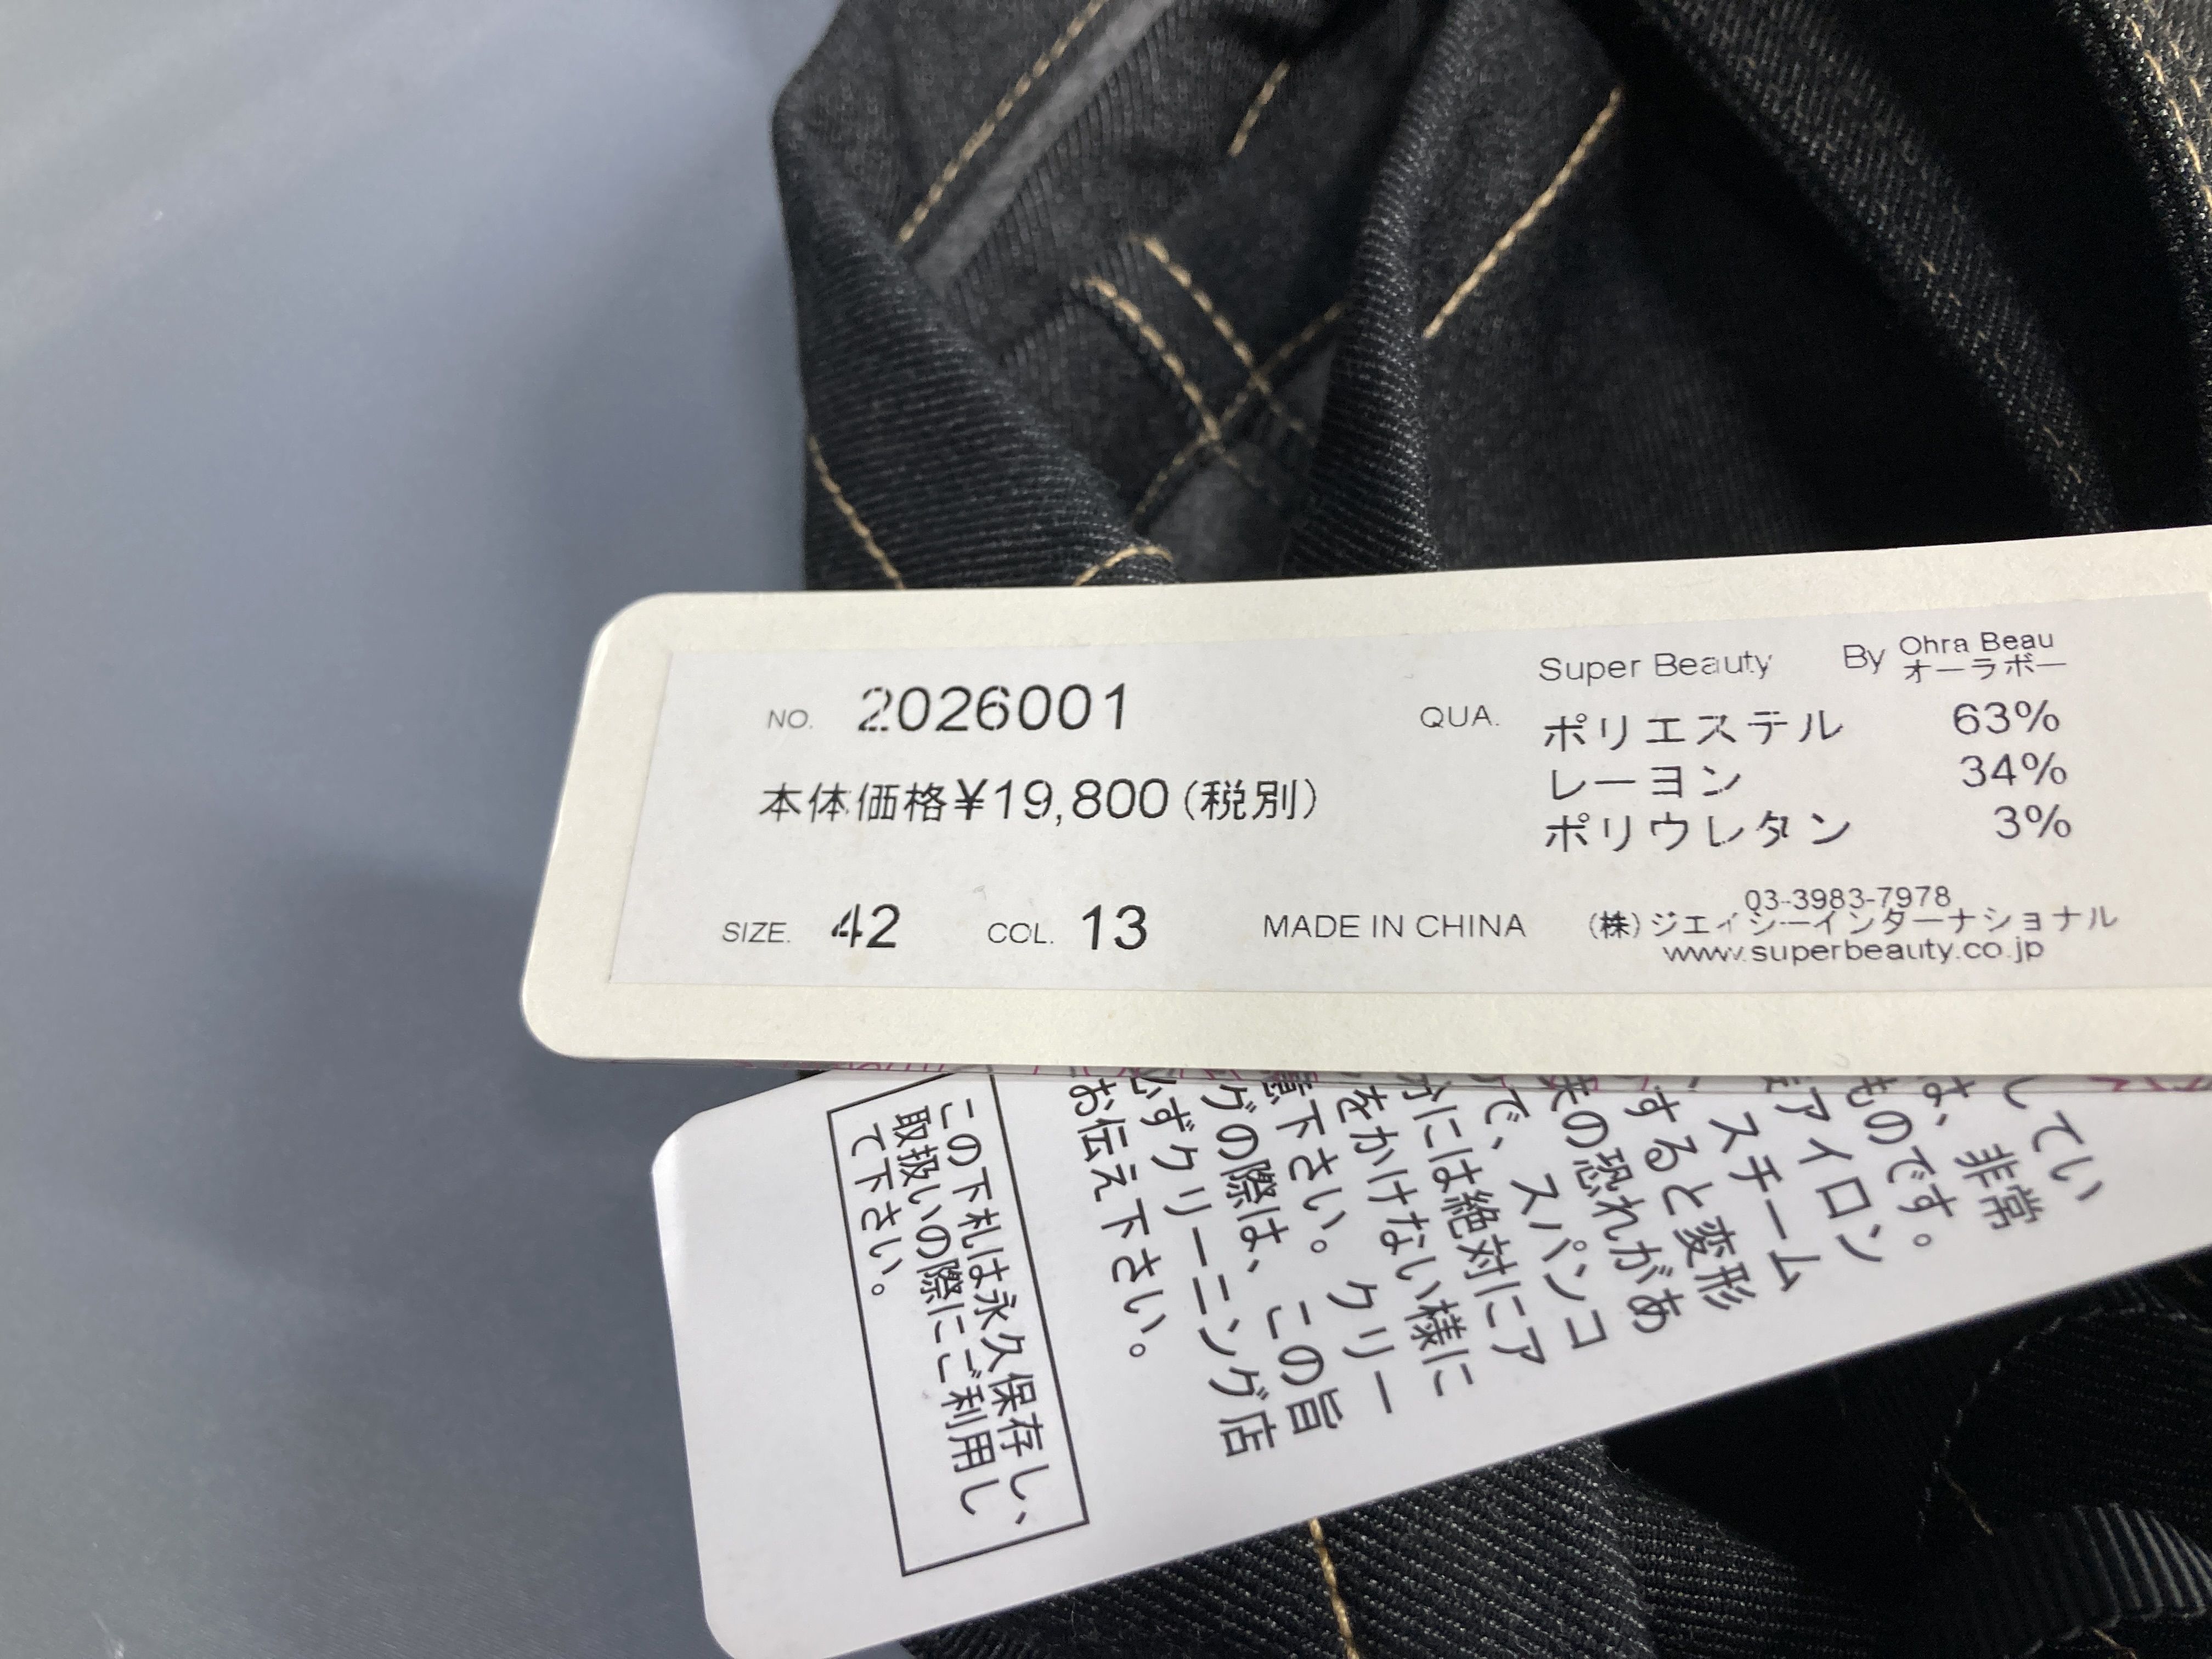 NO. 2026001
本体価格¥19,800(税別)
SIZE. 42 COL. 13 MADE IN CHINA
Super Beauty By Ohra Beau
オーラボー
QUA. ポリエステル 63%
レーヨン 34%
ポリウレタン 3%
03-3983-7978
(株)ジエイシーインターナショナル
www.superbeauty.co.jp
してい
は、非常
ものです。
アイロン
スチーム
すると変形
の恐れがあ
で、スパンコ
分には絶対にア
をかけない様に
意下さい。クリー
グの際は、この旨
必ずクリーニング店
お伝え下さい。
この下札は永久保存し、
取扱いの際にご利用し
て下さい。